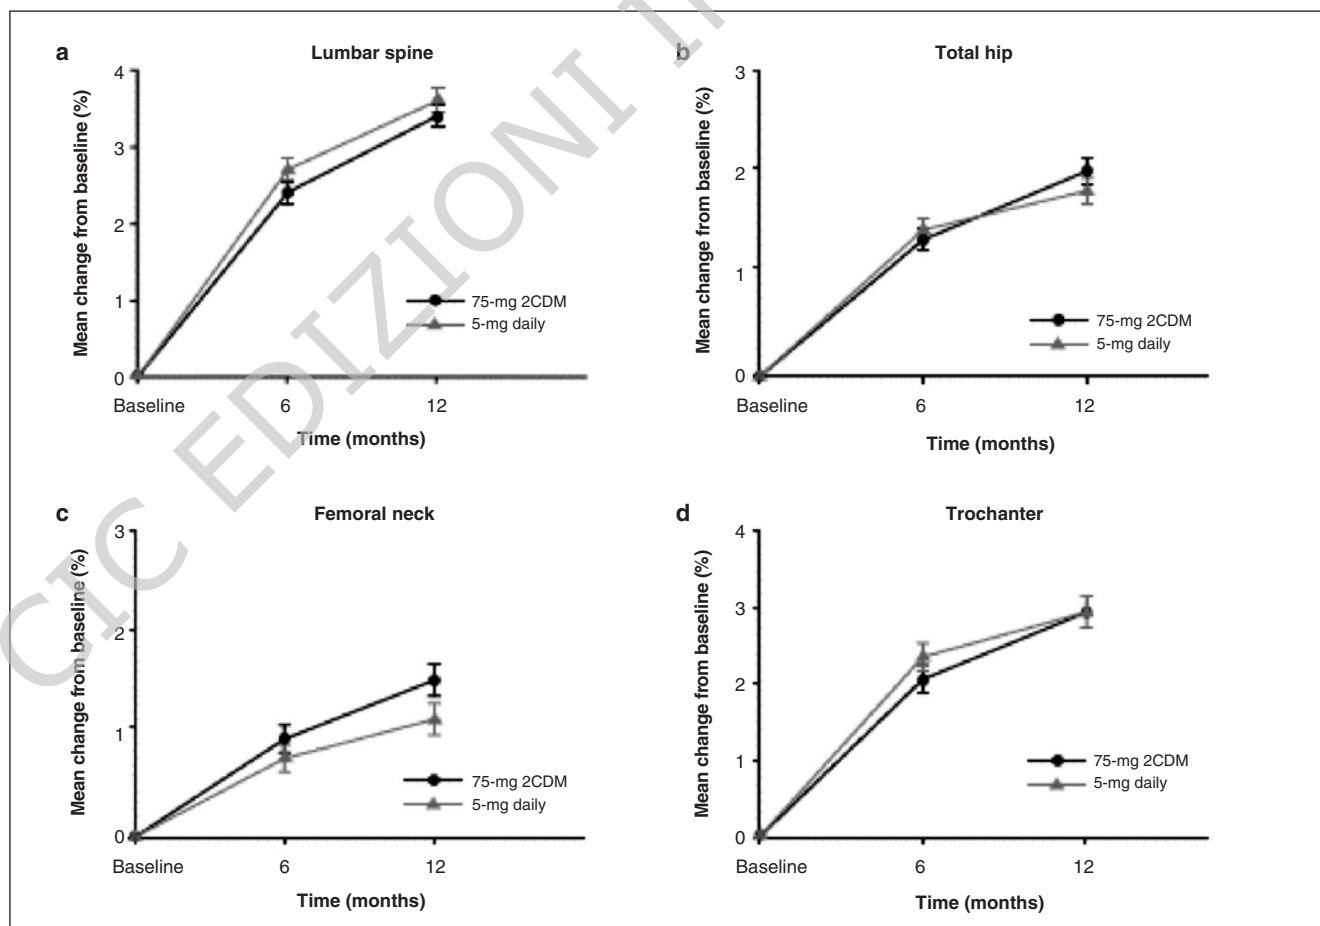 a
Lumbar spine
Mean change from baseline (%)
4
3
2
1
0
Baseline
6
12
Time (months)
75-mg 2CDM
5-mg daily
b
Total hip
Mean change from baseline (%)
3
2
1
0
Baseline
6
12
Time (months)
75-mg 2CDM
5-mg daily
c
Femoral neck
Mean change from baseline (%)
3
2
1
0
Baseline
6
12
Time (months)
75-mg 2CDM
5-mg daily
d
Trochanter
Mean change from baseline (%)
4
3
2
1
0
Baseline
6
12
Time (months)
75-mg 2CDM
5-mg daily
CIC EDIZIONI